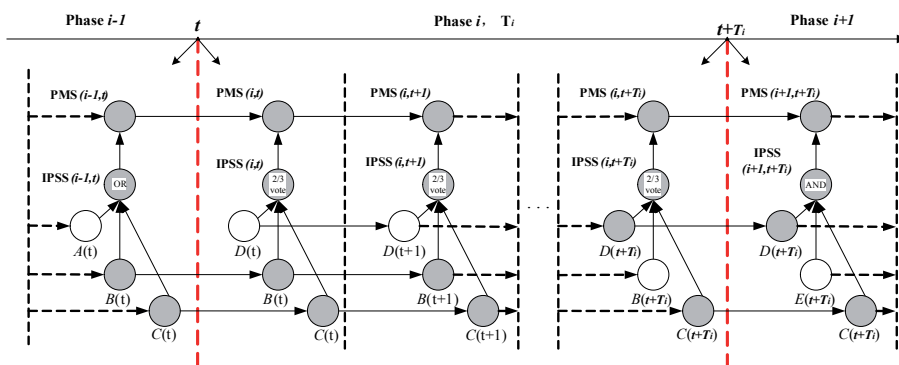 Phase i-1
t
Phase i, Ti
t+Ti
Phase i+1
PMS(i-1,t)
PMS(i,t)
PMS(i,t+1)
PMS(i,t+Ti)
PMS(i+1,t+Ti)
IPSS(i-1,t)
IPSS(i,t)
IPSS(i,t+1)
IPSS(i,t+Ti)
IPSS
(i+1,t+Ti)
OR
2/3
vote
2/3
vote
2/3
vote
AND
. . .
A(t)
D(t)
D(t+1)
D(t+Ti)
D(t+Ti)
B(t)
B(t)
B(t+1)
B(t+Ti)
E(t+Ti)
C(t)
C(t)
C(t+1)
C(t+Ti)
C(t+Ti)